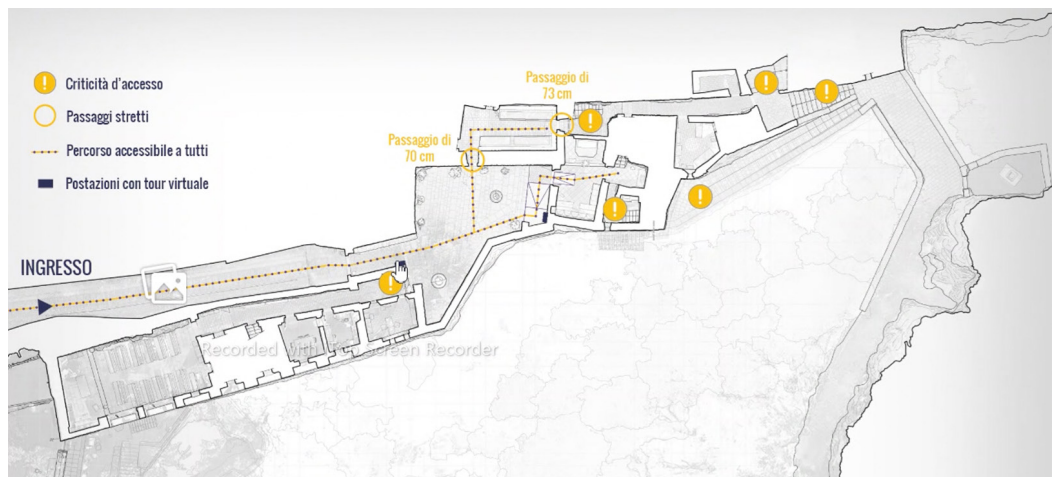 Criticità d'accesso
Passaggi stretti
Percorso accessibile a tutti
Postazioni con tour virtuale
Passaggio di
73 cm
Passaggio di
70 cm
INGRESSO
Recorded with Top Screen Recorder